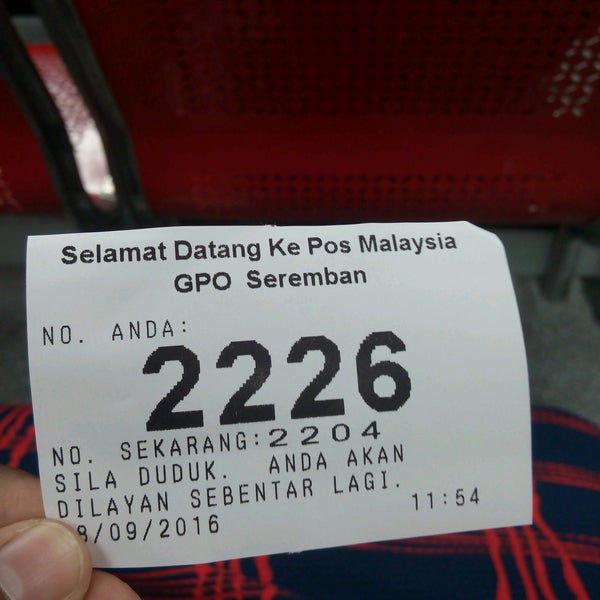 Selamat Datang Ke Pos Malaysia
GPO Seremban
NO. ANDA:
2226
NO. SEKARANG:2204
SILA DUDUK. ANDA AKAN
DILAYAN SEBENTAR LAGI.
8/09/2016 11:54